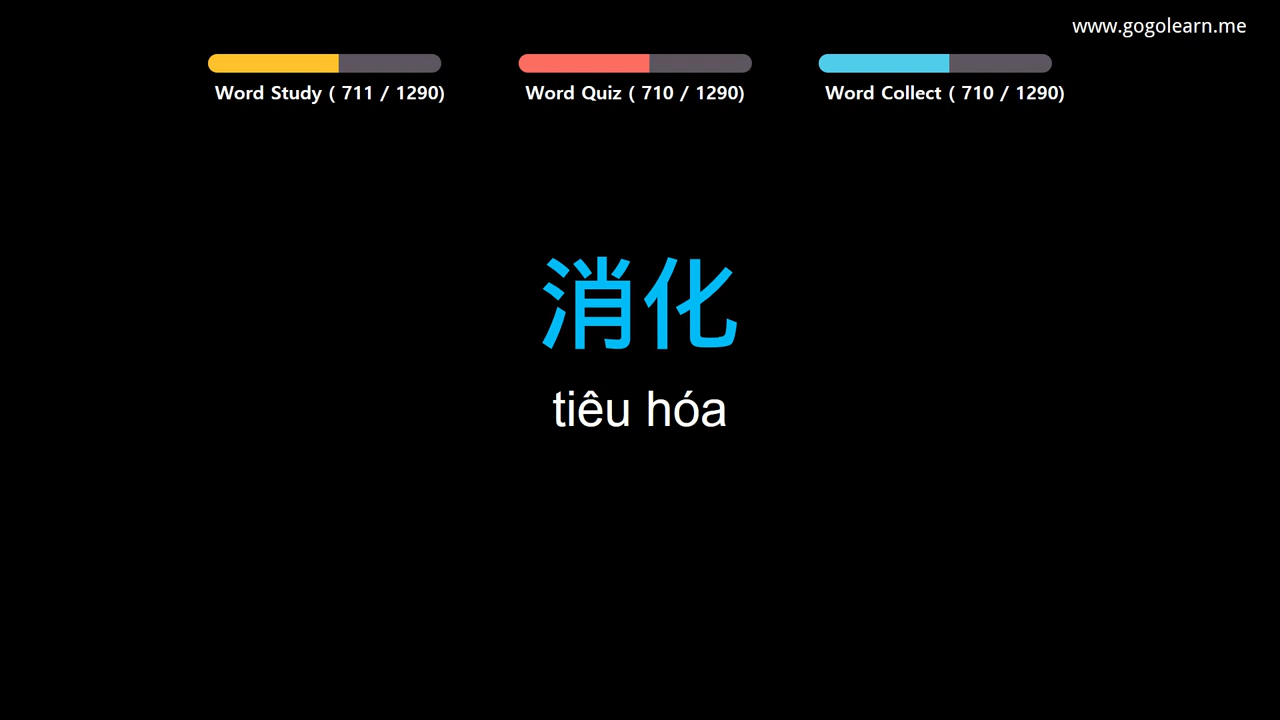 www.gogolearn.me
Word Study ( 711 / 1290)
Word Quiz ( 710 / 1290)
Word Collect ( 710 / 1290)
消化
tiêu hóa